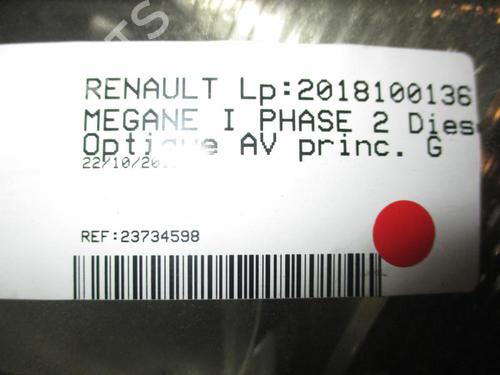 RENAULT Lp:2018100136
MEGANE I PHASE 2 Dies
Optique AV princ. G
REF:23734598